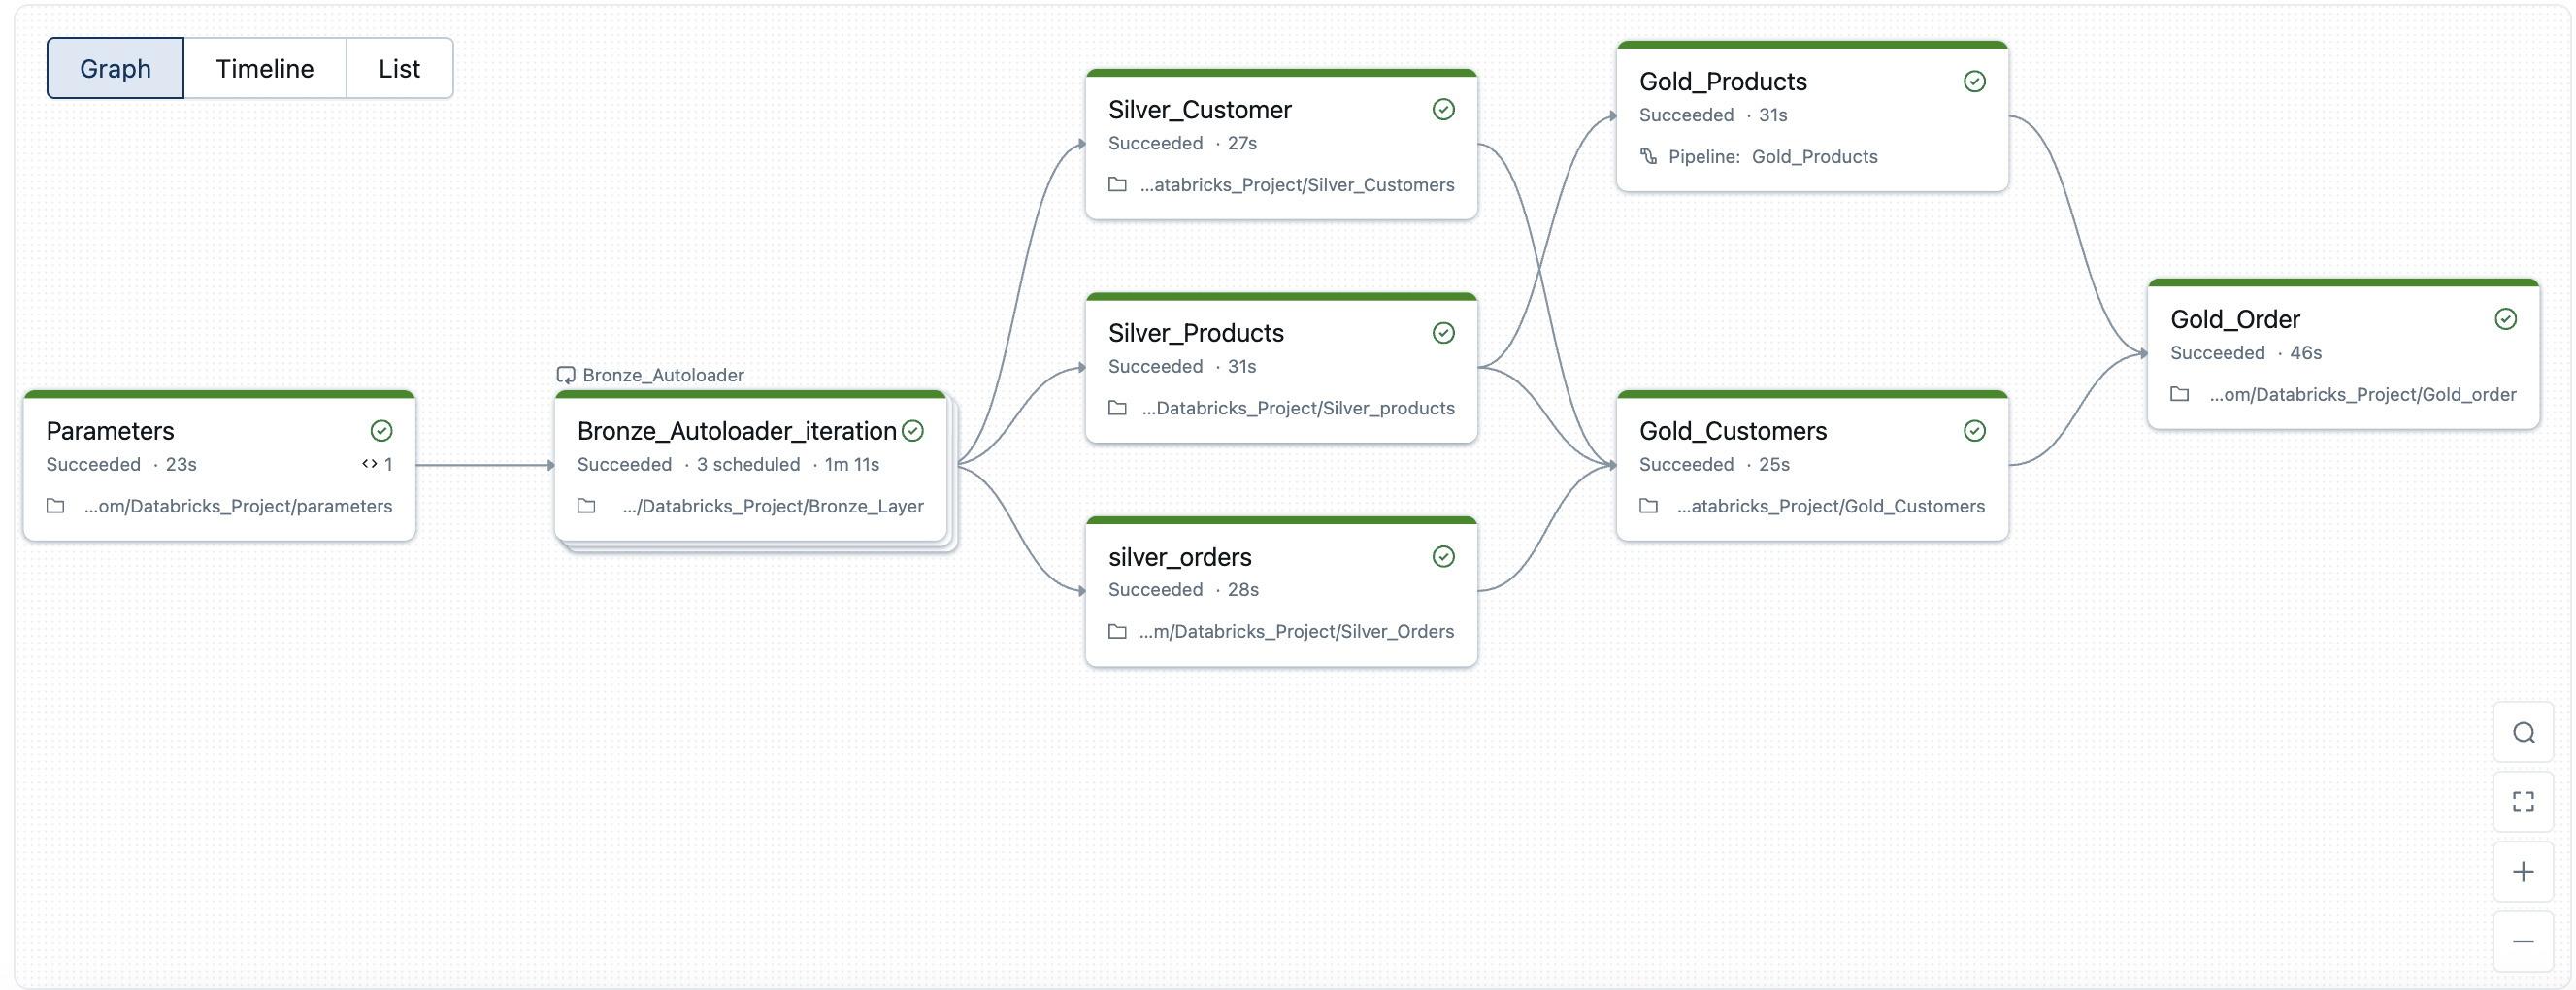 Graph
Timeline
List
Parameters
Succeeded · 23s
1
...om/Databricks_Project/parameters
Bronze_Autoloader
Bronze_Autoloader_iteration
Succeeded · 3 scheduled · 1m 11s
.../Databricks_Project/Bronze_Layer
Silver_Customer
Succeeded · 27s
...atabricks_Project/Silver_Customers
Silver_Products
Succeeded · 31s
...Databricks_Project/Silver_products
silver_orders
Succeeded · 28s
...m/Databricks_Project/Silver_Orders
Gold_Products
Succeeded · 31s
Pipeline: Gold_Products
Gold_Customers
Succeeded · 25s
...atabricks_Project/Gold_Customers
Gold_Order
Succeeded · 46s
...om/Databricks_Project/Gold_order